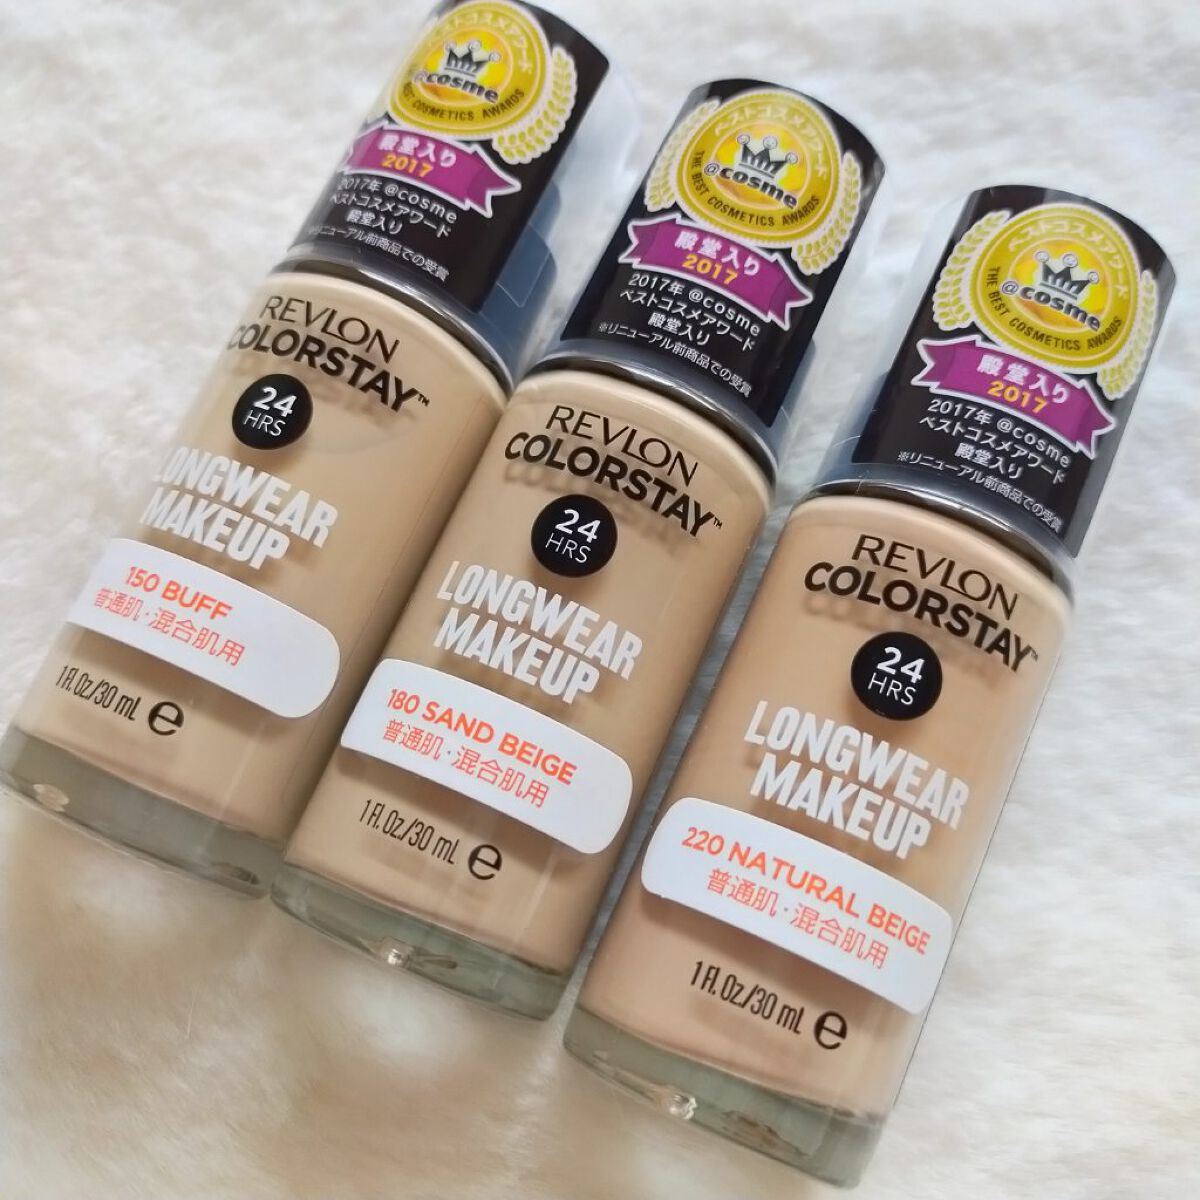 ベストコスメアワード
@cosme
BEST COSMETICS AWARDS
殿堂入り
2017
2017年 @cosme
ベストコスメアワード
殿堂入り
※リニューアル前商品での受賞
REVLON
COLORSTAY™
24
HRS
LONGWEAR
MAKEUP
150 BUFF
普通肌・混合肌用
1 Fl. Oz./30 mL ℮
ベストコスメアワード
@cosme
THE BEST COSMETICS AWARDS
殿堂入り
2017
2017年 @cosme
ベストコスメアワード
殿堂入り
※リニューアル前商品での受賞
REVLON
COLORSTAY™
24
HRS
LONGWEAR
MAKEUP
180 SAND BEIGE
普通肌・混合肌用
1 Fl. Oz./30 mL ℮
ベストコスメアワード
@cosme
THE BEST COSMETICS AWARDS
殿堂入り
2017
2017年 @cosme
ベストコスメアワード
殿堂入り
※リニューアル前商品での受賞
REVLON
COLORSTAY™
24
HRS
LONGWEAR
MAKEUP
220 NATURAL BEIGE
普通肌・混合肌用
1 Fl. Oz./30 mL ℮